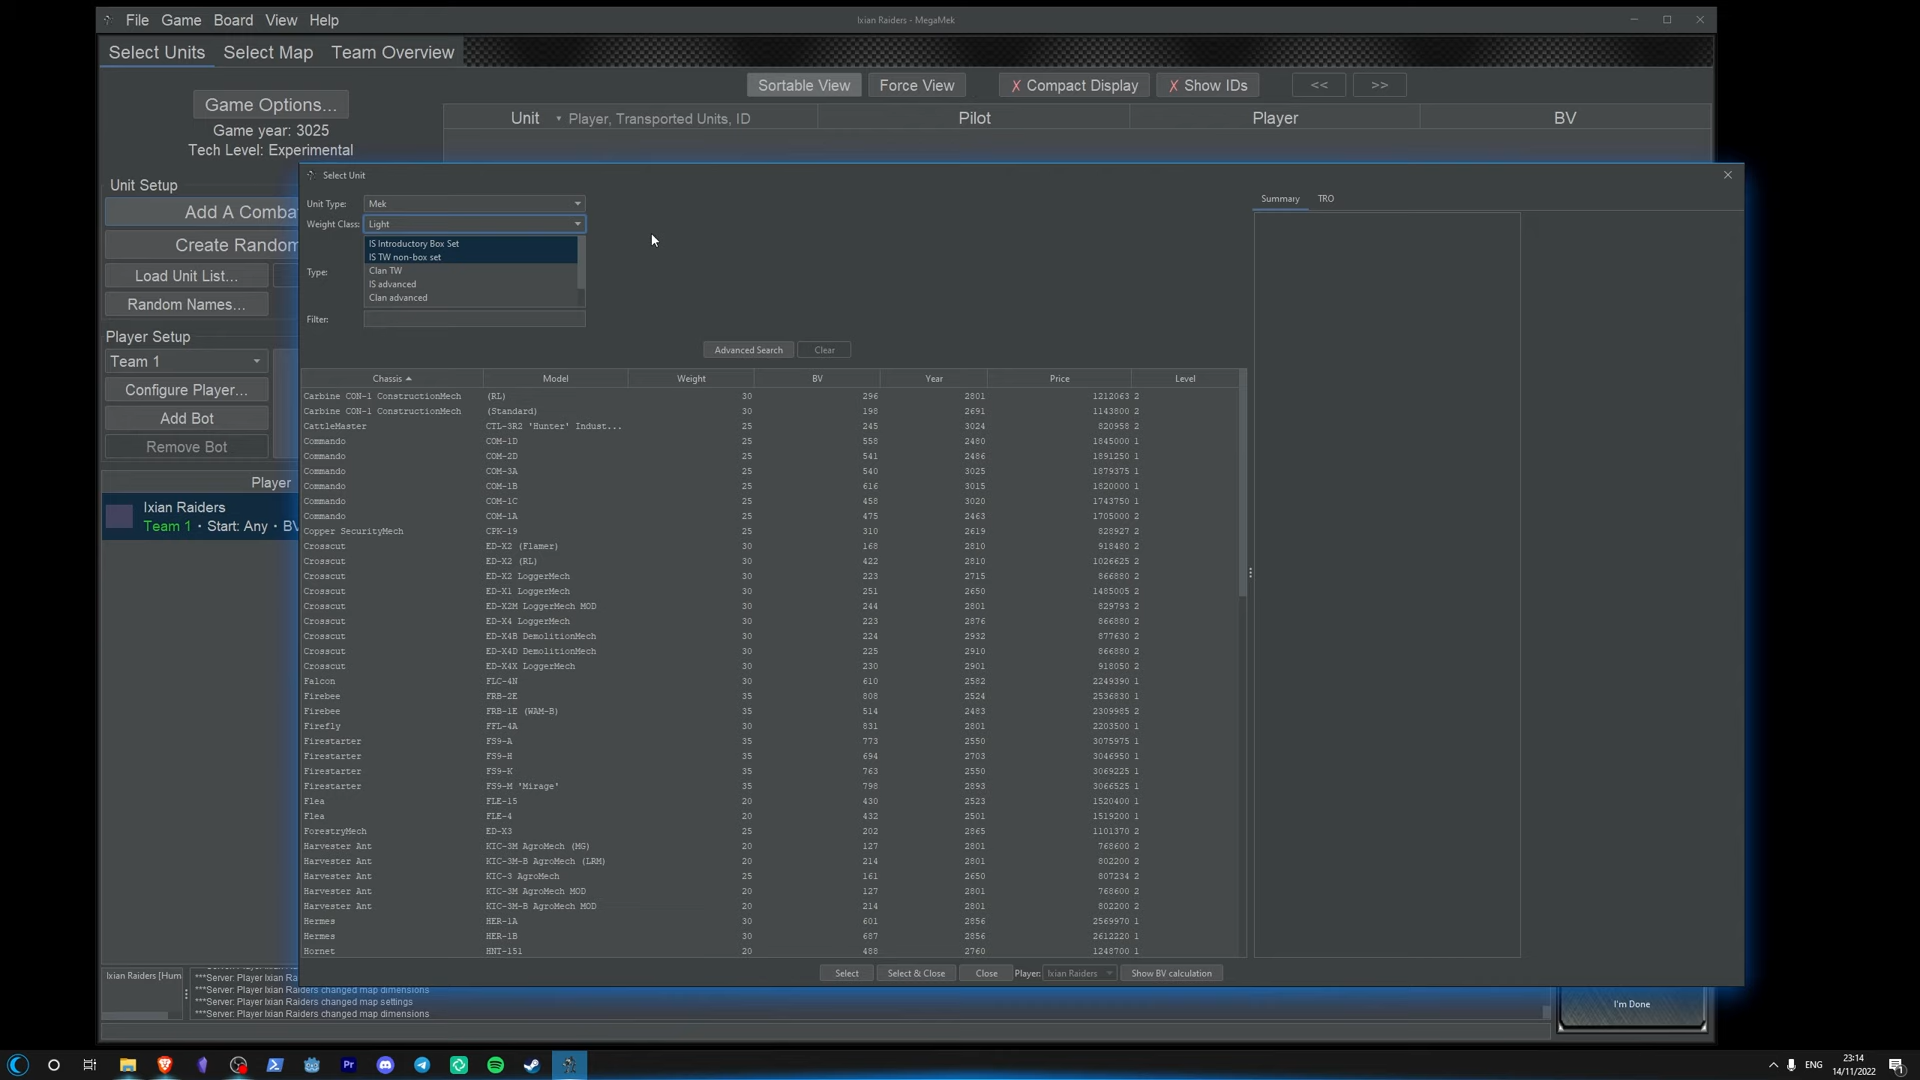 File Game Board View Help
Ixian Raiders - MegaMek
Select Units Select Map Team Overview
Sortable View Force View ✗ Compact Display ✗ Show IDs << >>
Game Options...
Game year: 3025
Tech Level: Experimental
Unit ▾ Player, Transported Units, ID Pilot Player BV
Unit Setup
Add A Comba
Create Random
Load Unit List...
Random Names...
Player Setup
Team 1
Configure Player...
Add Bot
Remove Bot
Player
Ixian Raiders
Team 1 • Start: Any • BV
Select Unit
Unit Type: Mek
Weight Class: Light
Type:
IS Introductory Box Set
IS TW non-box set
Clan TW
IS advanced
Clan advanced
Filter:
Advanced Search Clear
Summary TRO
Chassis Model Weight BV Year Price Level
Carbine CON-1 ConstructionMech (RL) 30 296 2801 1212063 2
Carbine CON-1 ConstructionMech (Standard) 30 198 2691 1143800 2
CattleMaster CTL-3R2 'Hunter' Indust... 25 245 3024 820958 2
Commando COM-1D 25 558 2480 1845000 1
Commando COM-2D 25 541 2486 1891250 1
Commando COM-3A 25 540 3025 1879375 1
Commando COM-1B 25 616 3015 1820000 1
Commando COM-1C 25 458 3020 1743750 1
Commando COM-1A 25 475 2463 1705000 1
Copper SecurityMech CPK-19 25 310 2619 828927 2
Crosscut ED-X2 (Flamer) 30 168 2810 918480 2
Crosscut ED-X2 (RL) 30 422 2810 1026625 2
Crosscut ED-X2 LoggerMech 30 223 2715 866880 2
Crosscut ED-X1 LoggerMech 30 251 2650 1485005 2
Crosscut ED-X2M LoggerMech MOD 30 244 2801 829793 2
Crosscut ED-X4 LoggerMech 30 223 2876 866880 2
Crosscut ED-X4B DemolitionMech 30 224 2932 877630 2
Crosscut ED-X4D DemolitionMech 30 225 2910 866880 2
Crosscut ED-X4X LoggerMech 30 230 2901 918050 2
Falcon FLC-4N 30 610 2582 2249390 1
Firebee FRB-2E 35 808 2524 2536830 1
Firebee FRB-1E (WAM-B) 35 514 2483 2309985 2
Firefly FFL-4A 30 831 2801 2203500 1
Firestarter FS9-A 35 773 2550 3075975 1
Firestarter FS9-H 35 694 2703 3046950 1
Firestarter FS9-K 35 763 2550 3069225 1
Firestarter FS9-M 'Mirage' 35 798 2893 3066525 1
Flea FLE-15 20 430 2523 1520400 1
Flea FLE-4 20 432 2501 1519200 1
ForestryMech ED-X3 25 202 2865 1101370 2
Harvester Ant KIC-3M AgroMech (MG) 20 127 2801 768600 2
Harvester Ant KIC-3M-B AgroMech (LRM) 20 214 2801 802200 2
Harvester Ant KIC-3 AgroMech 25 161 2650 807234 2
Harvester Ant KIC-3M AgroMech MOD 20 127 2801 768600 2
Harvester Ant KIC-3M-B AgroMech MOD 20 214 2801 802200 2
Hermes HER-1A 30 601 2856 2569970 1
Hermes HER-1B 30 687 2856 2612220 1
Hornet HNT-151 20 488 2760 1248700 1
Select Select & Close Close Player: Ixian Raiders Show BV calculation
Ixian Raiders [Hum
***Server: Player Ixian Ra
***Server: Player Ixian Raiders changed map dimensions
***Server: Player Ixian Raiders changed map settings
***Server: Player Ixian Raiders changed map dimensions
I'm Done
Pr
ENG
23:14
14/11/2022